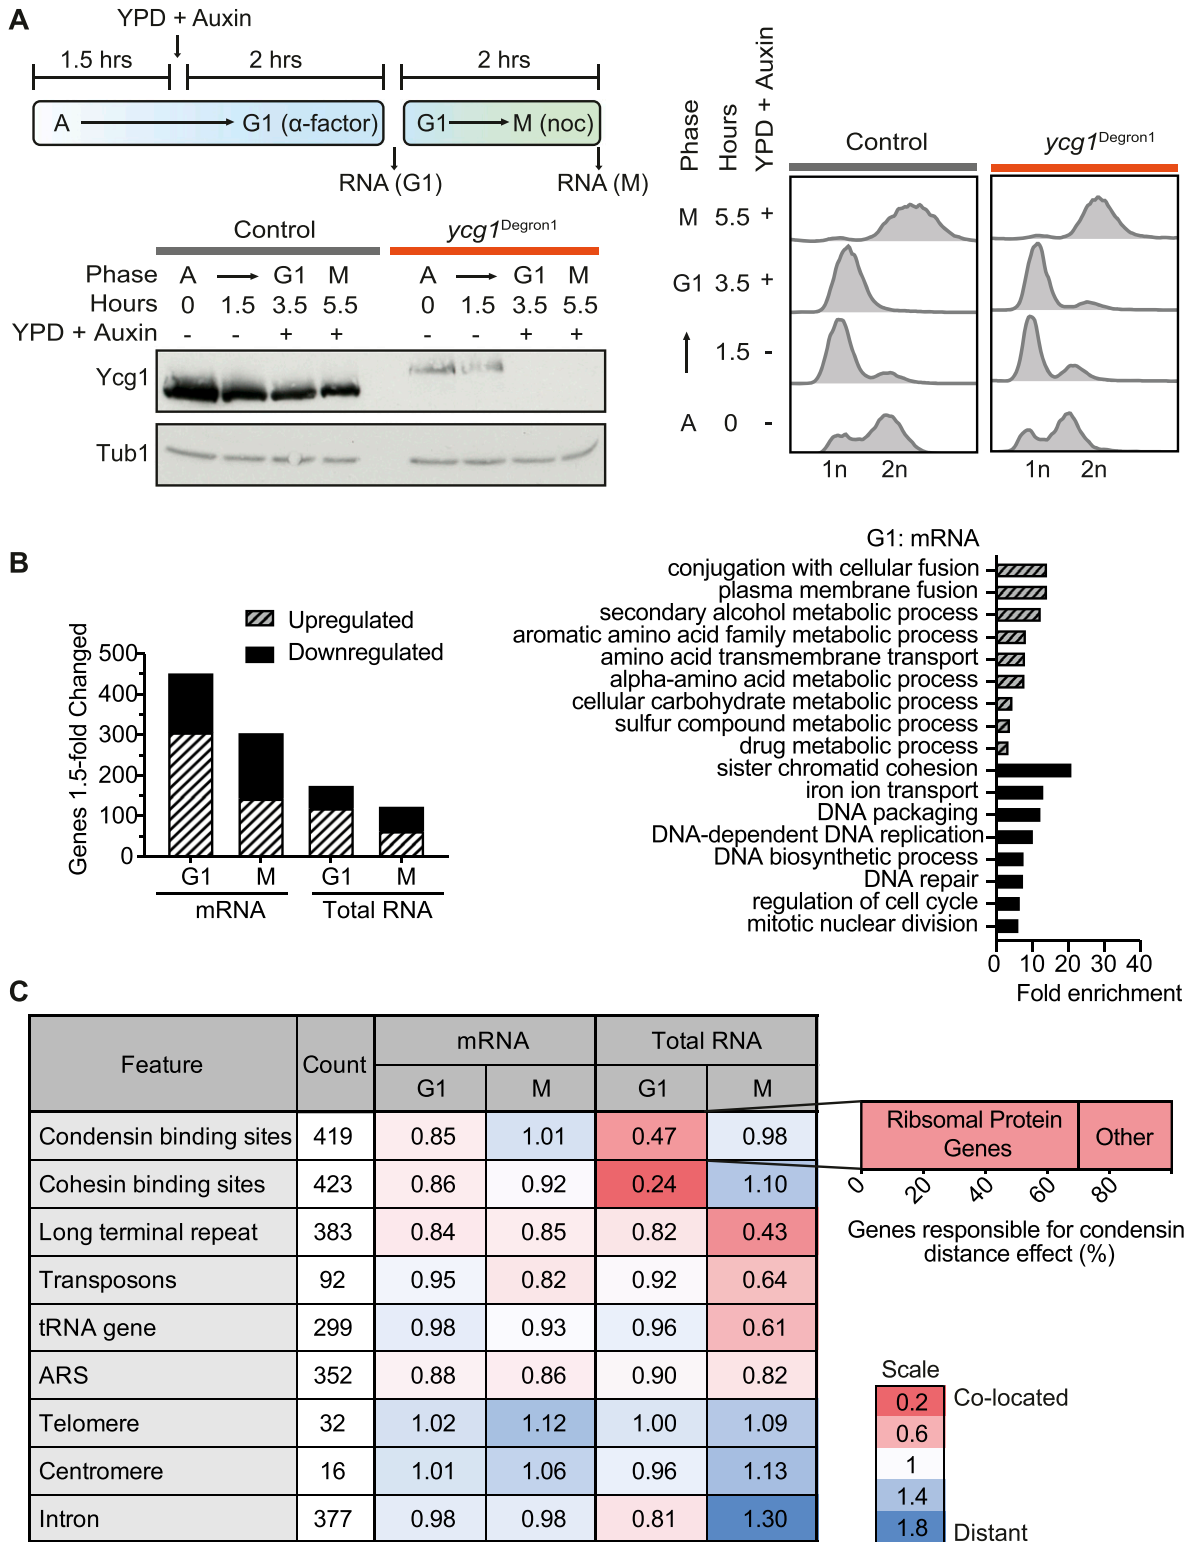 A
YPD + Auxin
1.5 hrs
2 hrs
2 hrs
A
G1 (α-factor)
G1
M (noc)
RNA (G1)
RNA (M)
Control
ycg1Degron1
Phase A G1 M A G1 M
Hours 0 1.5 3.5 5.5 0 1.5 3.5 5.5
YPD + Auxin - - + + - - + +
Ycg1
Tub1
Phase
Hours
YPD + Auxin
Control
ycg1Degron1
M 5.5 +
G1 3.5 +
1.5 -
A 0 -
1n 2n 1n 2n
B
Upregulated
Downregulated
Genes 1.5-fold Changed
500
400
300
200
100
0
G1 M G1 M
mRNA Total RNA
G1: mRNA
conjugation with cellular fusion
plasma membrane fusion
secondary alcohol metabolic process
aromatic amino acid family metabolic process
amino acid transmembrane transport
alpha-amino acid metabolic process
cellular carbohydrate metabolic process
sulfur compound metabolic process
drug metabolic process
sister chromatid cohesion
iron ion transport
DNA packaging
DNA-dependent DNA replication
DNA biosynthetic process
DNA repair
regulation of cell cycle
mitotic nuclear division
0 10 20 30 40
Fold enrichment
C
Feature Count mRNA Total RNA
G1 M G1 M
Condensin binding sites 419 0.85 1.01 0.47 0.98
Cohesin binding sites 423 0.86 0.92 0.24 1.10
Long terminal repeat 383 0.84 0.85 0.82 0.43
Transposons 92 0.95 0.82 0.92 0.64
tRNA gene 299 0.98 0.93 0.96 0.61
ARS 352 0.88 0.86 0.90 0.82
Telomere 32 1.02 1.12 1.00 1.09
Centromere 16 1.01 1.06 0.96 1.13
Intron 377 0.98 0.98 0.81 1.30
Ribsomal Protein
Genes
Other
0 20 40 60 80
Genes responsible for condensin
distance effect (%)
Scale
0.2 Co-located
0.6
1
1.4
1.8 Distant